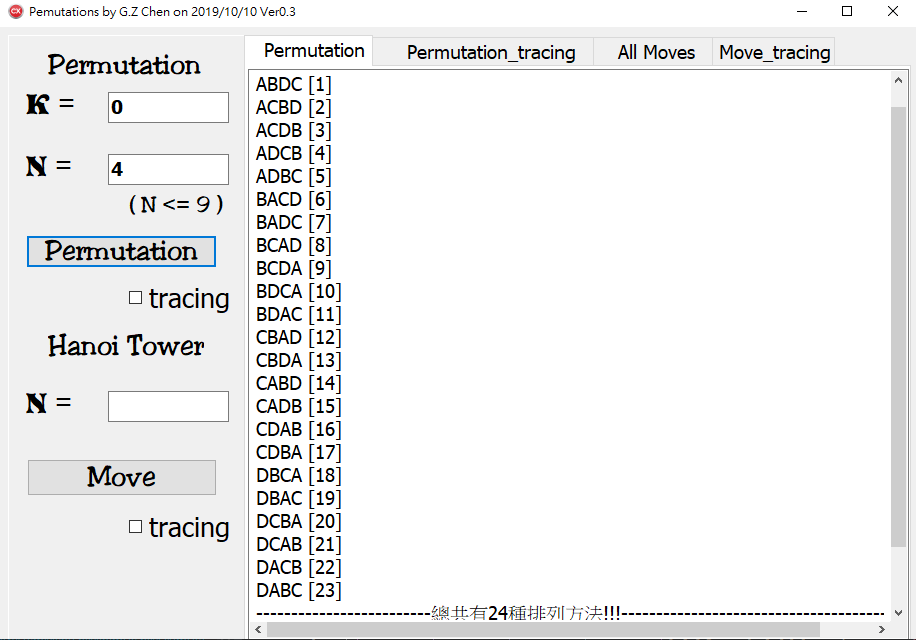 Pemutations by G.Z Chen on 2019/10/10 Ver0.3
Permutation
K = 0
N = 4
( N <= 9 )
Permutation
tracing
Hanoi Tower
N =
Move
tracing
Permutation Permutation_tracing All Moves Move_tracing
ABDC [1]
ACBD [2]
ACDB [3]
ADCB [4]
ADBC [5]
BACD [6]
BADC [7]
BCAD [8]
BCDA [9]
BDCA [10]
BDAC [11]
CBAD [12]
CBDA [13]
CABD [14]
CADB [15]
CDAB [16]
CDBA [17]
DBCA [18]
DBAC [19]
DCBA [20]
DCAB [21]
DACB [22]
DABC [23]
-------------------------總共有24種排列方法!!!--------------------------------------